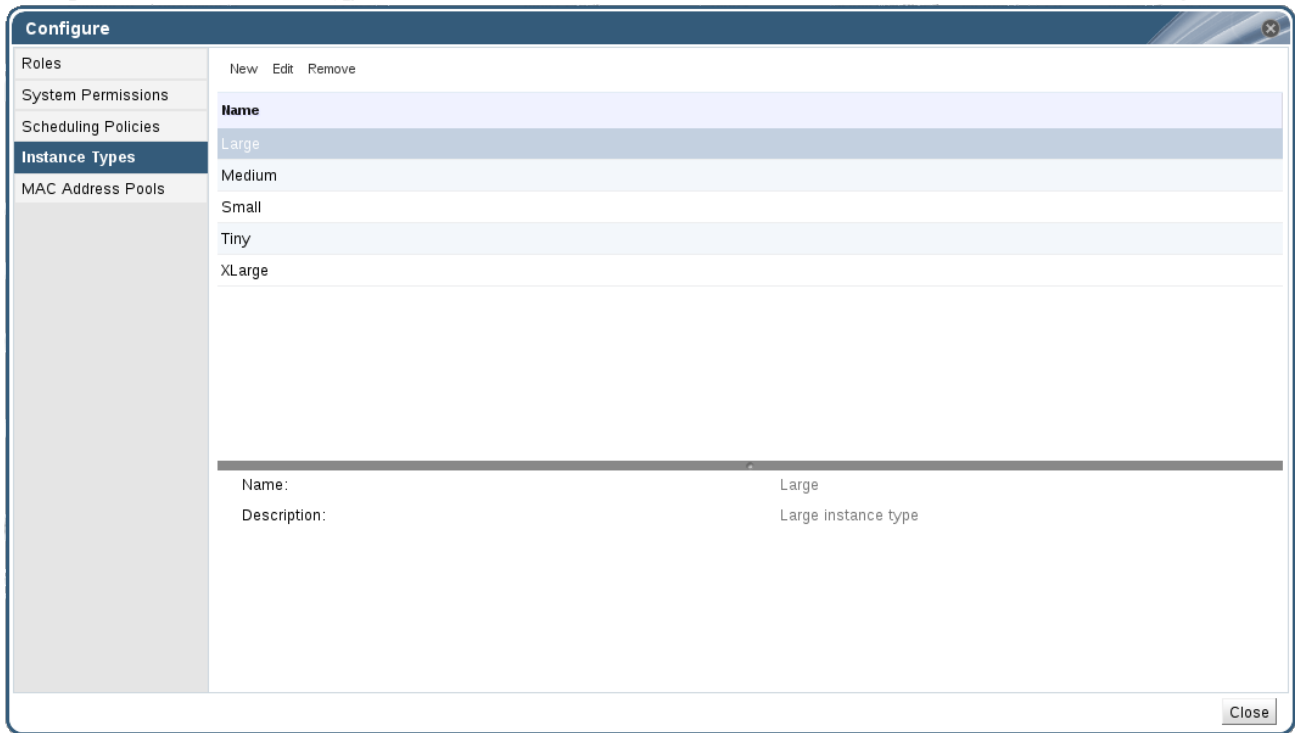 Configure
Roles
System Permissions
Scheduling Policies
Instance Types
MAC Address Pools
New Edit Remove
Name
Large
Medium
Small
Tiny
XLarge
Name: Large
Description: Large instance type
Close